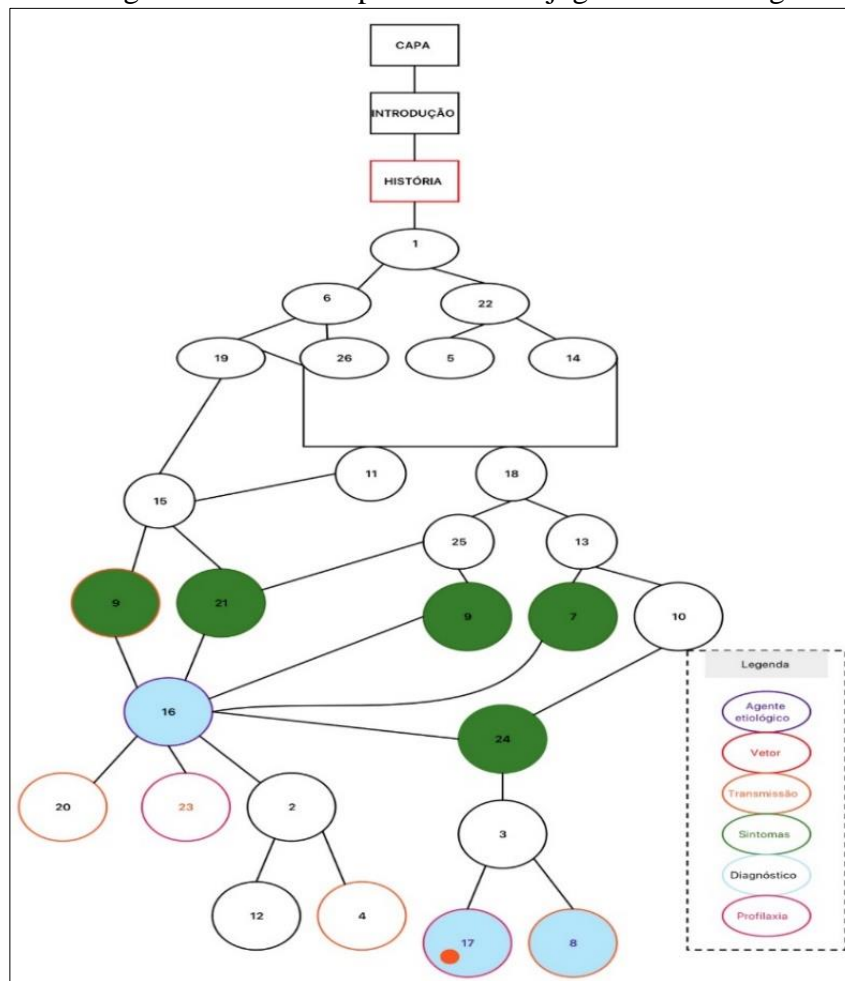 CAPA
INTRODUÇÃO
HISTÓRIA
1
6
22
19
26
5
14
11
18
15
25
13
9
21
9
7
10
Legenda
16
Agente
etiológico
24
Vetor
20
23
2
Transmissão
3
Sintomas
Diagnóstico
12
4
Profilaxia
17
8